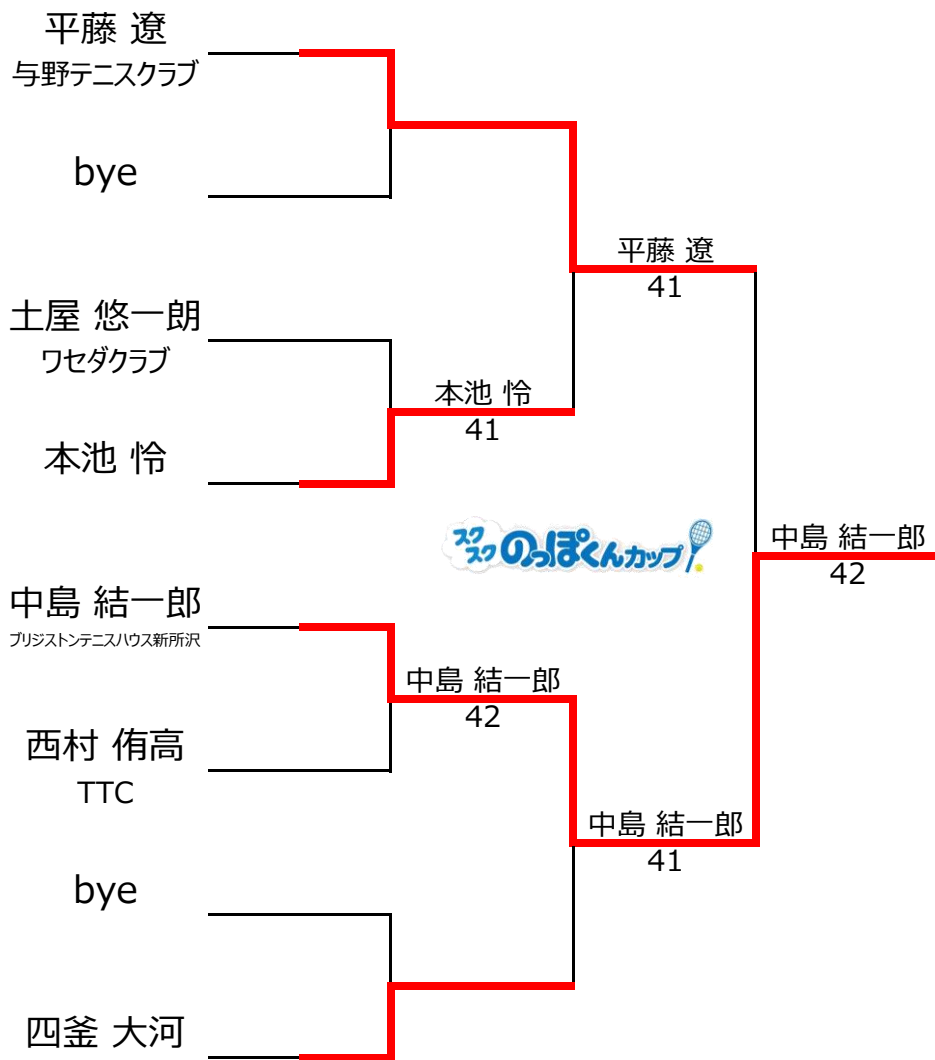 平藤 遼
与野テニスクラブ
bye
平藤 遼
41
土屋 悠一朗
ワセダクラブ
本池 怜
41
本池 怜
スクスク のっぽくんカップ
中島 結一郎
42
中島 結一郎
ブリジストンテニスハウス新所沢
中島 結一郎
42
西村 侑高
TTC
中島 結一郎
41
bye
四釜 大河